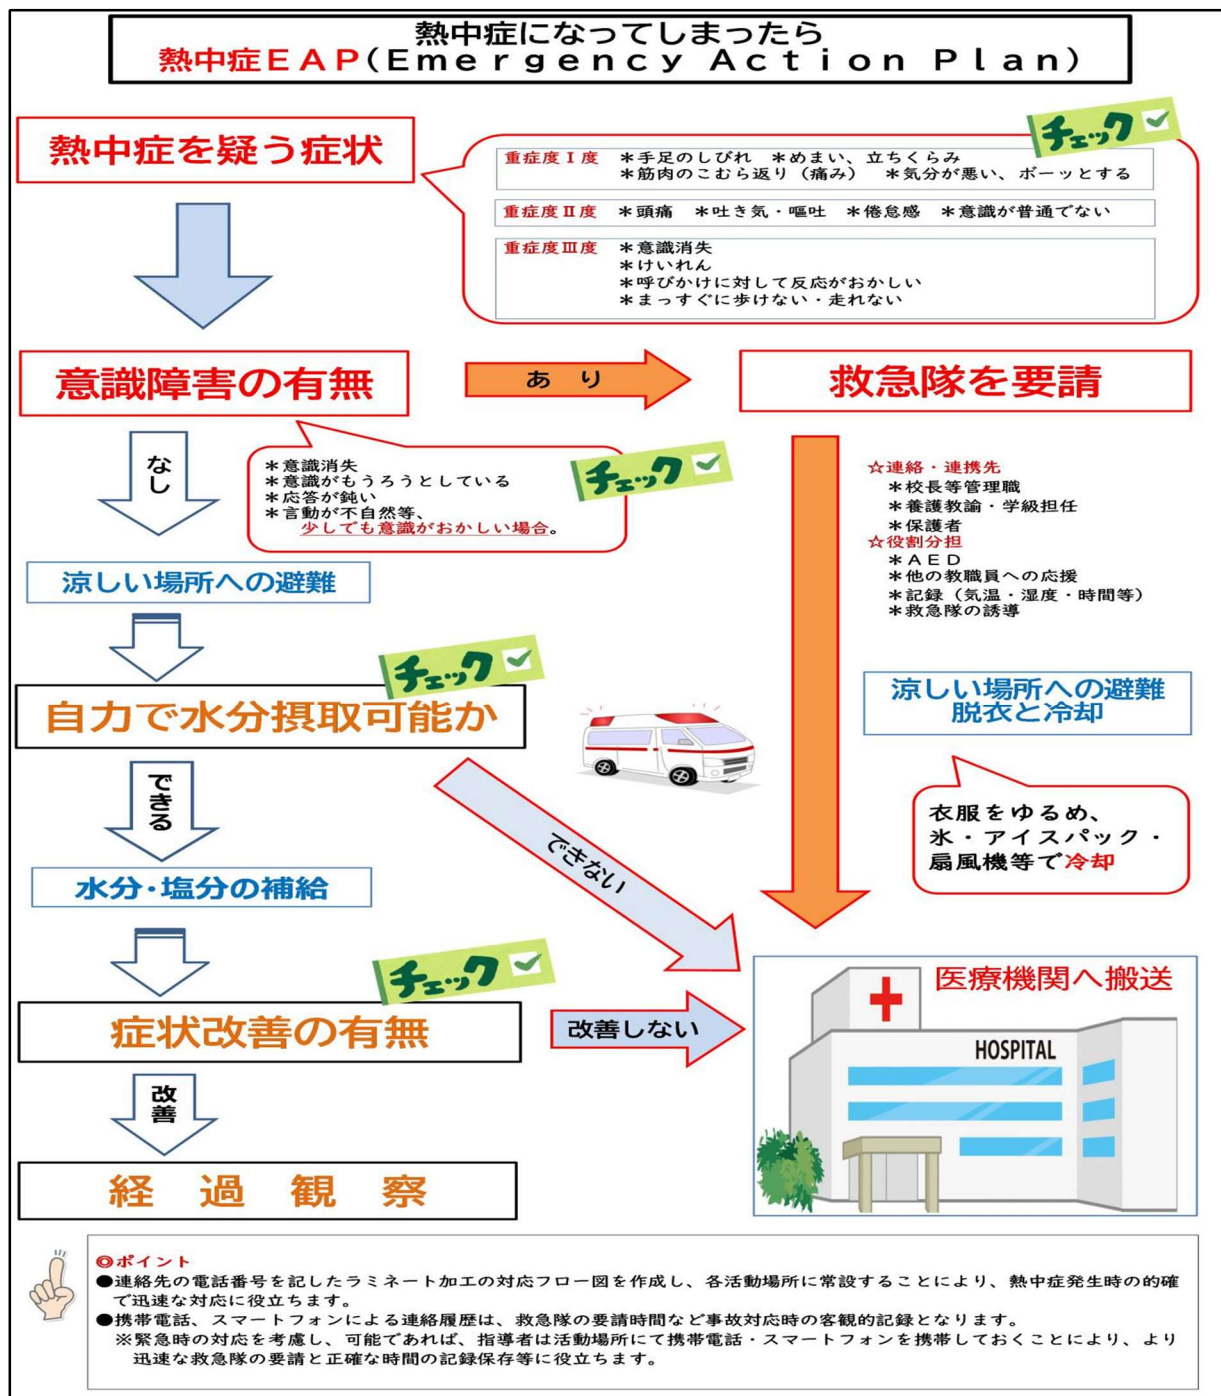 熱中症になってしまったら
熱中症ＥＡＰ(Ｅｍｅｒｇｅｎｃｙ Ａｃｔｉｏｎ Ｐｌａｎ)
熱中症を疑う症状
チェック
重症度Ⅰ度 ＊手足のしびれ ＊めまい、立ちくらみ
＊筋肉のこむら返り（痛み） ＊気分が悪い、ボーッとする
重症度Ⅱ度 ＊頭痛 ＊吐き気・嘔吐 ＊倦怠感 ＊意識が普通でない
重症度Ⅲ度 ＊意識消失
＊けいれん
＊呼びかけに対して反応がおかしい
＊まっすぐに歩けない・走れない
意識障害の有無
あ り
救急隊を要請
なし
チェック
＊意識消失
＊意識がもうろうとしている
＊応答が鈍い
＊言動が不自然等、
少しでも意識がおかしい場合。
☆連絡・連携先
＊校長等管理職
＊養護教諭・学級担任
＊保護者
☆役割分担
＊ＡＥＤ
＊他の教職員への応援
＊記録（気温・湿度・時間等）
＊救急隊の誘導
涼しい場所への避難
チェック
自力で水分摂取可能か
涼しい場所への避難
脱衣と冷却
できる
できない
衣服をゆるめ、
氷・アイスパック・
扇風機等で冷却
水分・塩分の補給
チェック
症状改善の有無
改善しない
医療機関へ搬送
HOSPITAL
改善
経 過 観 察
◎ポイント
●連絡先の電話番号を記したラミネート加工の対応フロー図を作成し、各活動場所に常設することにより、熱中症発生時の的確
で迅速な対応に役立ちます。
●携帯電話、スマートフォンによる連絡履歴は、救急隊の要請時間など事故対応時の客観的記録となります。
※緊急時の対応を考慮し、可能であれば、指導者は活動場所にて携帯電話・スマートフォンを携帯しておくことにより、より
迅速な救急隊の要請と正確な時間の記録保存等に役立ちます。